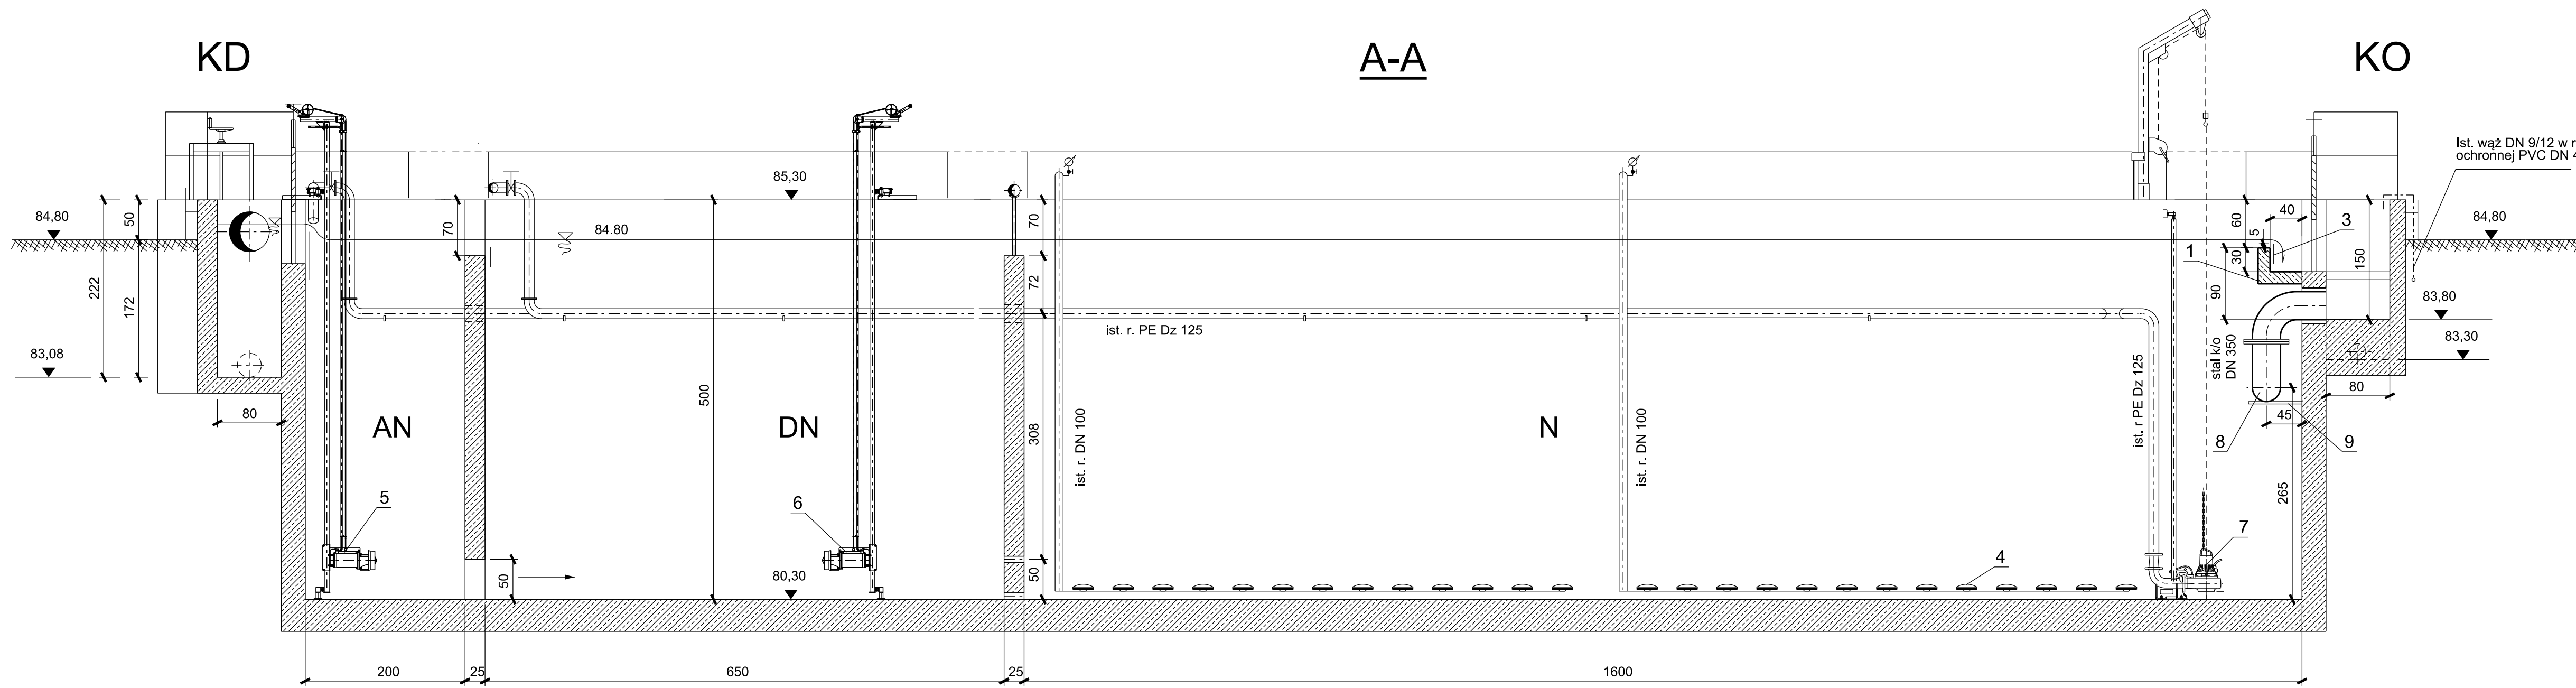 KD
A-A
KO
Ist. wąż DN 9/12 w r
ochronnej PVC DN 4
85,30
84,80
50
70
84.80
70
60
40
3
5
30
1
90
150
84,80
222
172
72
83,80
83,30
83,08
ist. r. PE Dz 125
stal k/o
DN 350
ist. r PE Dz 125
80
80
45
500
308
AN
DN
N
ist. r. DN 100
ist. r. DN 100
8
9
265
5
6
7
4
50
80,30
50
200
25
650
25
1600